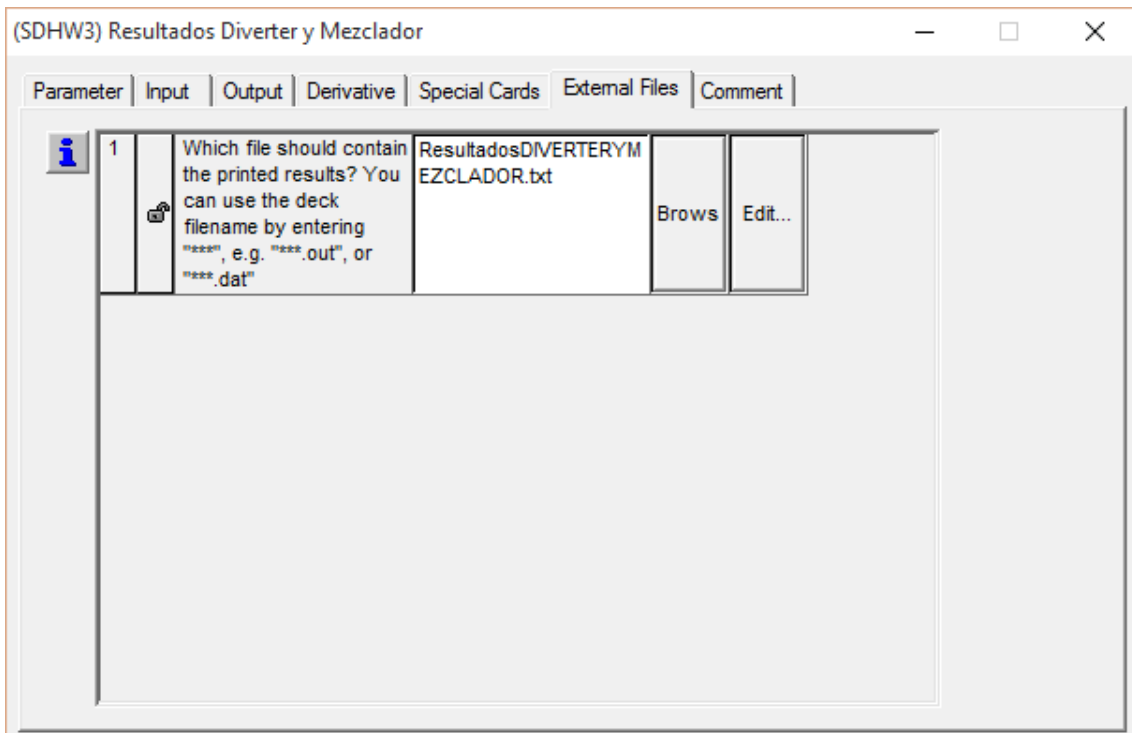 (SDHW3) Resultados Diverter y Mezclador
Parameter Input Output Derivative Special Cards External Files Comment
1
Which file should contain
the printed results? You
can use the deck
filename by entering
"***", e.g. "***.out", or
"***.dat"
ResultadosDIVERTERYM
EZCLADOR.txt
Brows
Edit...